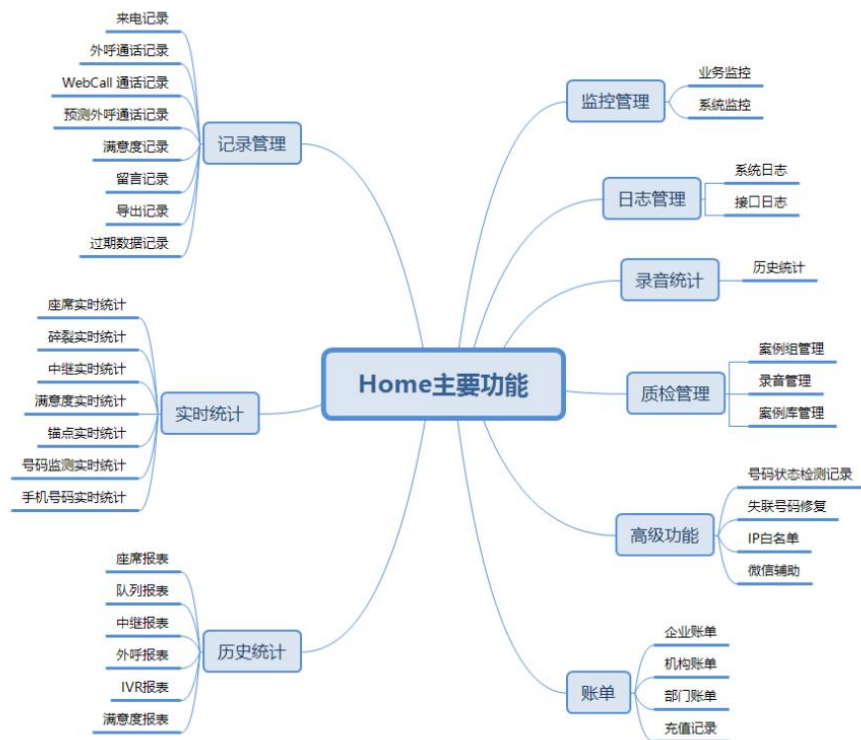 Home主要功能
记录管理
来电记录
外呼通话记录
WebCall 通话记录
预测外呼通话记录
满意度记录
留言记录
导出记录
过期数据记录
实时统计
座席实时统计
碎裂实时统计
中继实时统计
满意度实时统计
锚点实时统计
号码监测实时统计
手机号码实时统计
历史统计
座席报表
队列报表
中继报表
外呼报表
IVR报表
满意度报表
监控管理
业务监控
系统监控
日志管理
系统日志
接口日志
录音统计
历史统计
质检管理
案例组管理
录音管理
案例库管理
高级功能
号码状态检测记录
失联号码修复
IP白名单
微信辅助
账单
企业账单
机构账单
部门账单
充值记录